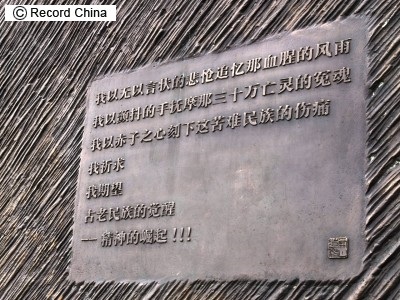 © Record China
我以无以言状的悲怆追忆那血腥的风雨
我以颤抖的手抚摩那三十万亡灵的冤魂
我以赤子之心刻下这苦难民族的伤痛
我祈求
我期望
古老民族的觉醒
— 精神的崛起!!!